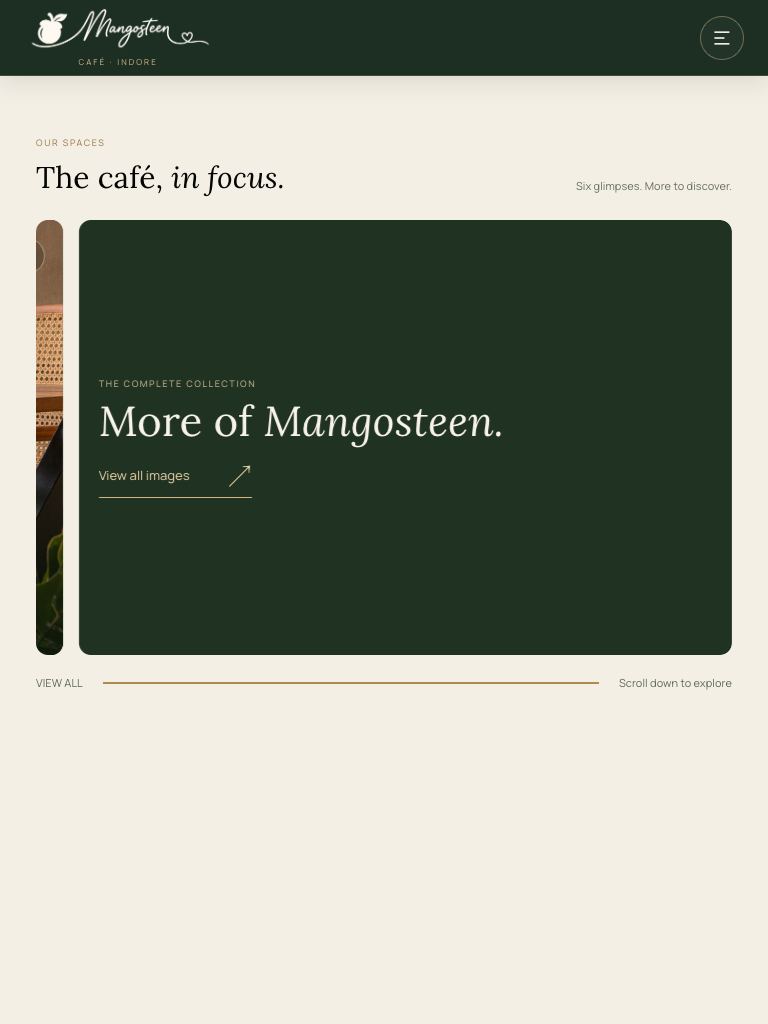 Mangosteen
CAFÉ · INDORE
OUR SPACES
The café, in focus.
Six glimpses. More to discover.
THE COMPLETE COLLECTION
More of Mangosteen.
View all images
VIEW ALL
Scroll down to explore